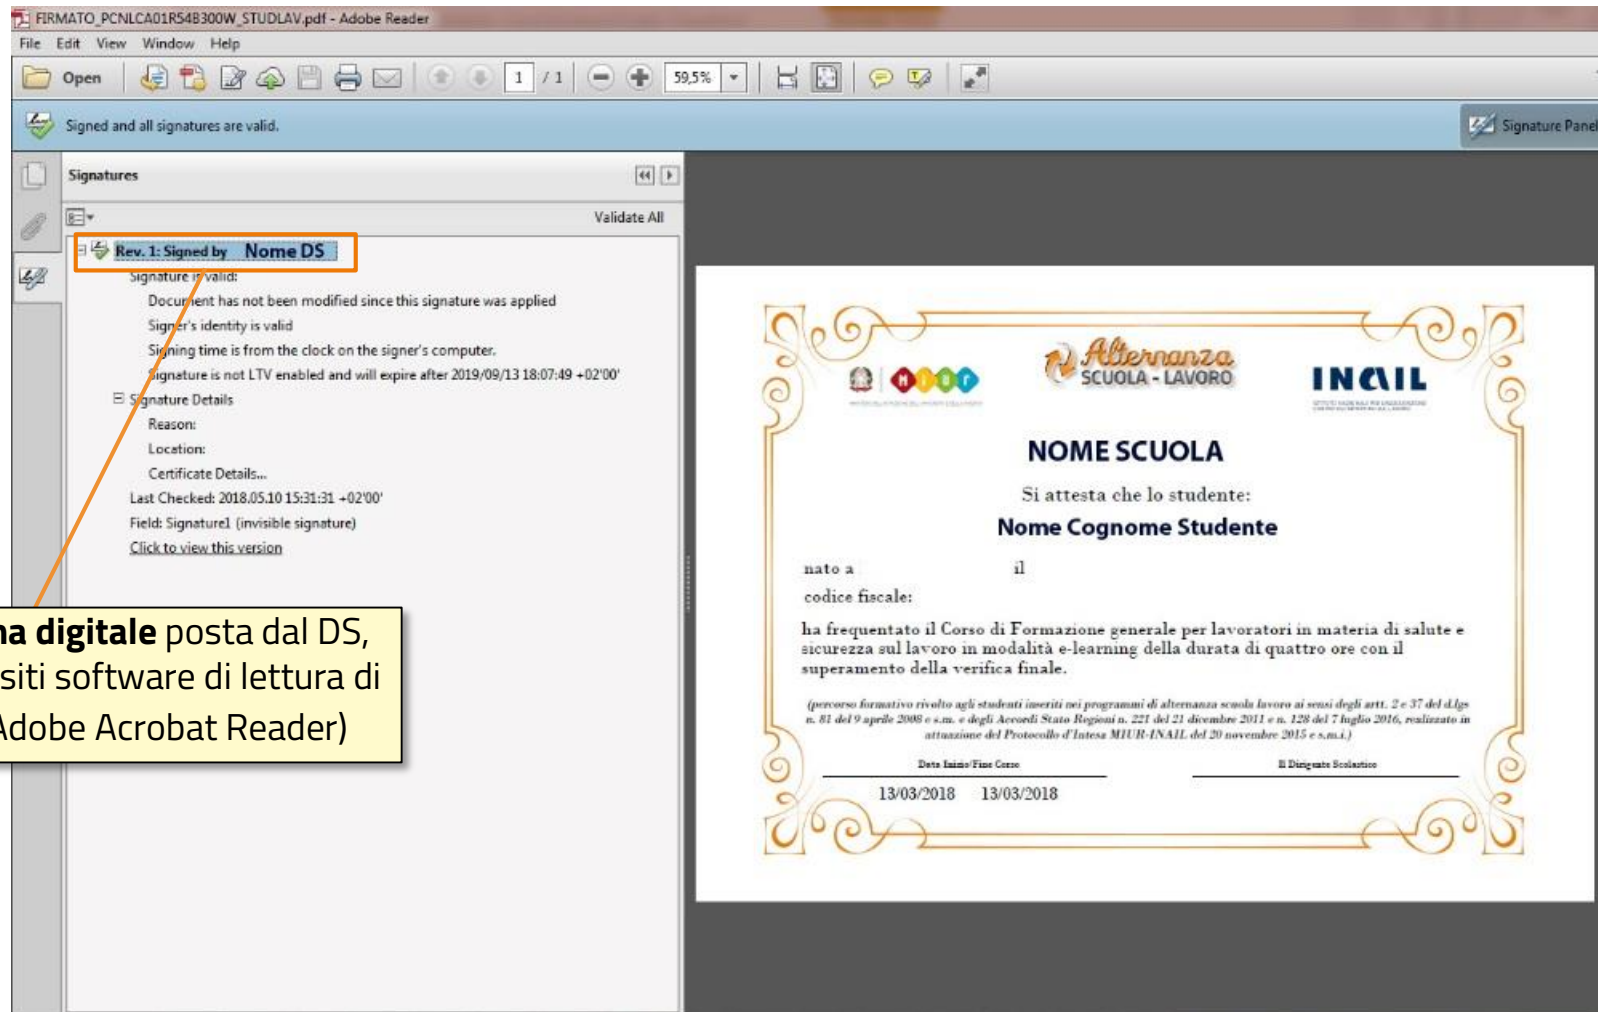 FIRMATO_PCNLCA01R54B300W_STUDLAV.pdf - Adobe Reader
File Edit View Window Help
Open 1 / 1 59,5%
Signed and all signatures are valid.
Signature Panel
Signatures
Validate All
Rev. 1: Signed by Nome DS
Signature is valid:
Document has not been modified since this signature was applied
Signer's identity is valid
Signing time is from the clock on the signer's computer.
Signature is not LTV enabled and will expire after 2019/09/13 18:07:49 +02'00'
Signature Details
Reason:
Location:
Certificate Details...
Last Checked: 2018.05.10 15:31:31 +02'00'
Field: Signature1 (invisible signature)
Click to view this version
na digitale posta dal DS,
siti software di lettura di
Adobe Acrobat Reader)
MIUR
Alternanza
SCUOLA - LAVORO
INAIL
NOME SCUOLA
Si attesta che lo studente:
Nome Cognome Studente
nato a il
codice fiscale:
ha frequentato il Corso di Formazione generale per lavoratori in materia di salute e
sicurezza sul lavoro in modalità e-learning della durata di quattro ore con il
superamento della verifica finale.
(percorso formativo rivolto agli studenti inseriti nei programmi di alternanza scuola lavoro ai sensi degli artt. 2 e 37 del d.lgs
n. 81 del 9 aprile 2008 e s.m. e degli Accordi Stato Regioni n. 221 del 21 dicembre 2011 e n. 128 del 7 luglio 2016, realizzato in
attuazione del Protocollo d'Intesa MIUR-INAIL del 20 novembre 2015 e s.m.i.)
Data Inizio/Fine Corso
Il Dirigente Scolastico
13/03/2018 13/03/2018